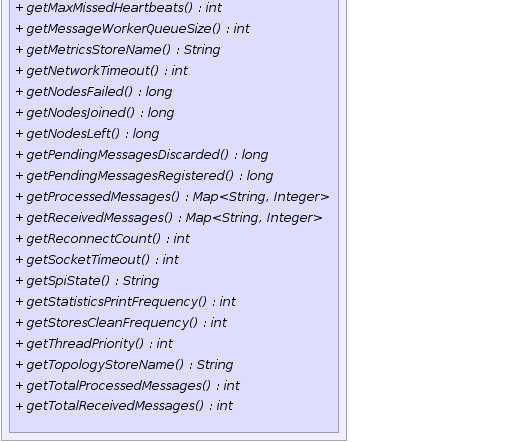 + getMaxMissedHeartbeats() : int
+ getMessageWorkerQueueSize() : int
+ getMetricsStoreName() : String
+ getNetworkTimeout() : int
+ getNodesFailed() : long
+ getNodesJoined() : long
+ getNodesLeft() : long
+ getPendingMessagesDiscarded() : long
+ getPendingMessagesRegistered() : long
+ getProcessedMessages() : Map<String, Integer>
+ getReceivedMessages() : Map<String, Integer>
+ getReconnectCount() : int
+ getSocketTimeout() : int
+ getSpiState() : String
+ getStatisticsPrintFrequency() : int
+ getStoresCleanFrequency() : int
+ getThreadPriority() : int
+ getTopologyStoreName() : String
+ getTotalProcessedMessages() : int
+ getTotalReceivedMessages() : int